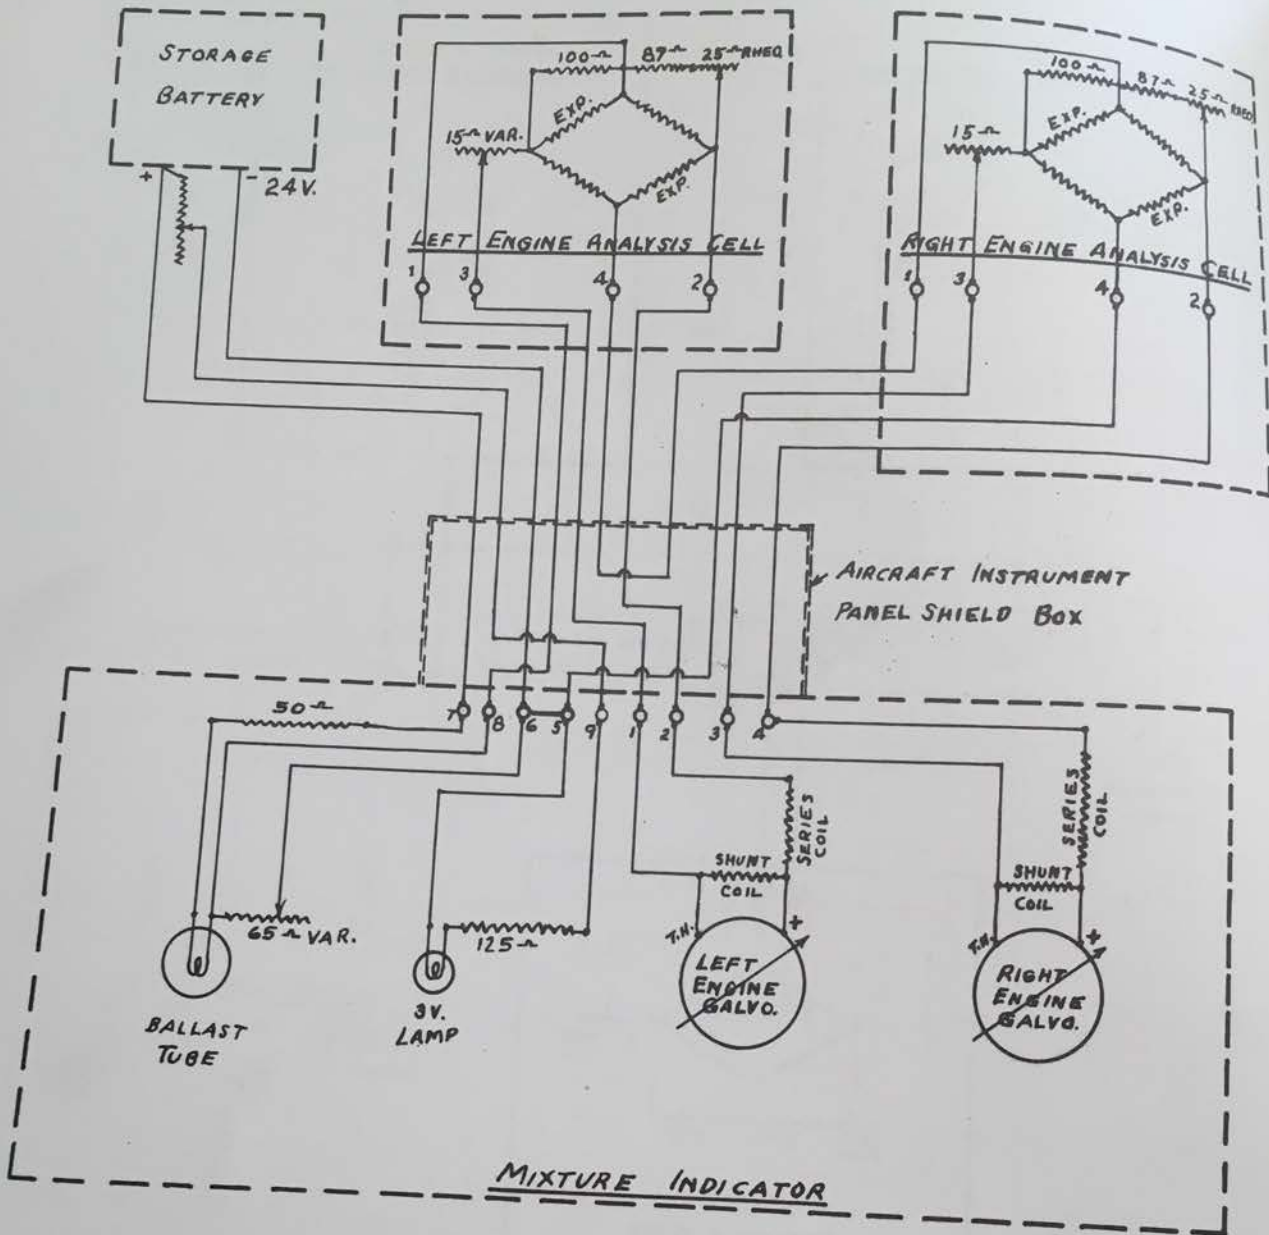 STORAGE
BATTERY
+
- 24V.
100Ω 87Ω 25Ω RHEO
EXP.
15Ω VAR.
EXP.
LEFT ENGINE ANALYSIS CELL
1 3 4 2
100Ω 87Ω 25Ω RHEO
EXP.
15Ω
EXP.
RIGHT ENGINE ANALYSIS CELL
1 3 4 2
AIRCRAFT INSTRUMENT
PANEL SHIELD BOX
50Ω
7 8 6 5 9 1 2 3 4
SERIES
COIL
SHUNT
COIL
SERIES
COIL
SHUNT
COIL
65Ω VAR.
125Ω
T.H. +
T.H. +
LEFT
ENGINE
GALVO.
RIGHT
ENGINE
GALVO.
BALLAST
TUBE
3V.
LAMP
MIXTURE INDICATOR